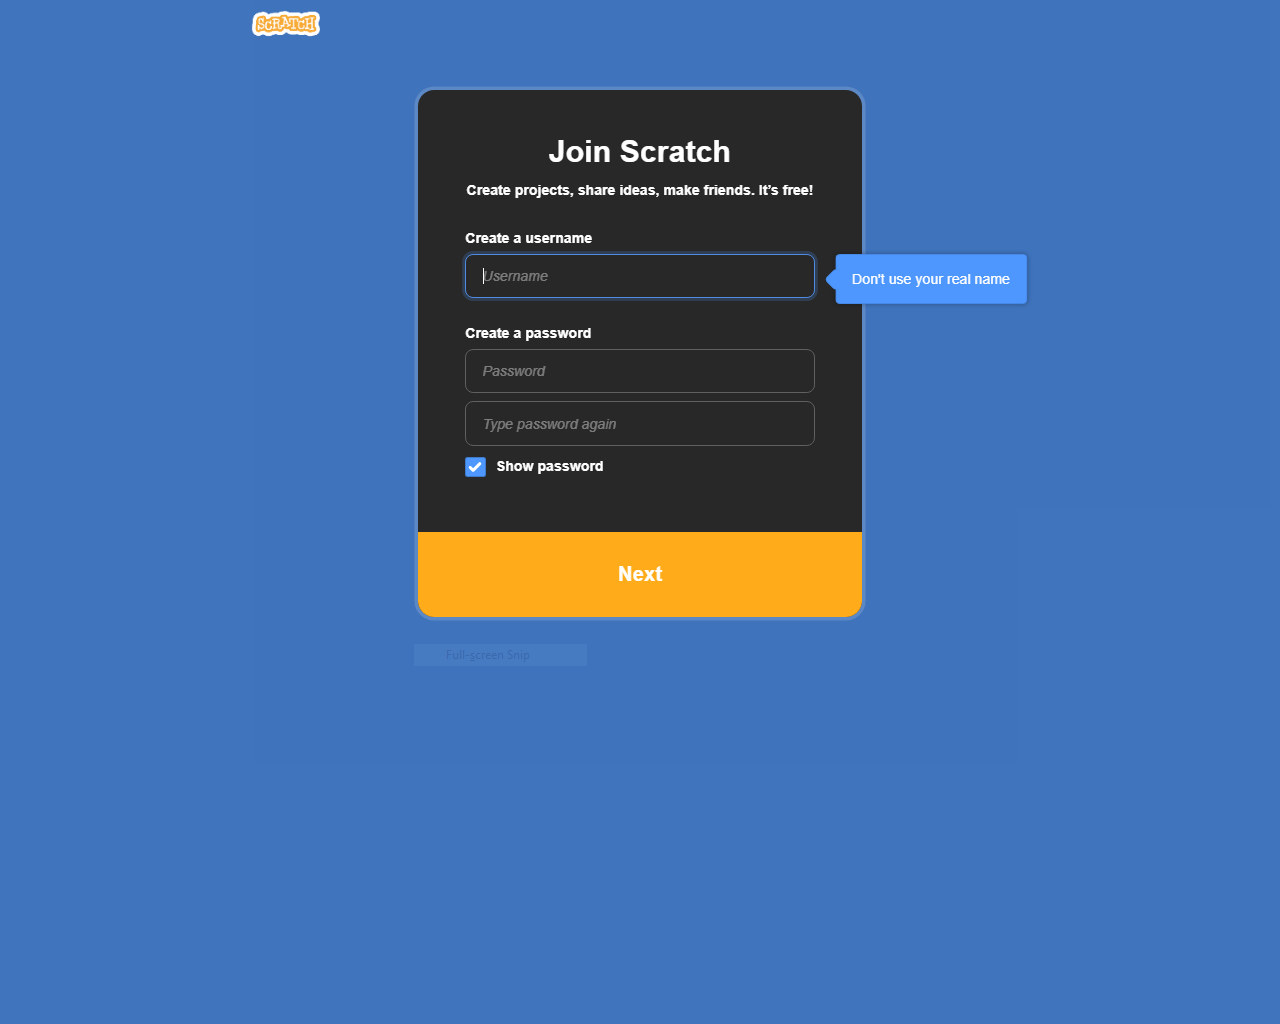 SCRATCH
Join Scratch
Create projects, share ideas, make friends. It’s free!
Create a username
Username
Don't use your real name
Create a password
Password
Type password again
Show password
Next
Full-screen Snip